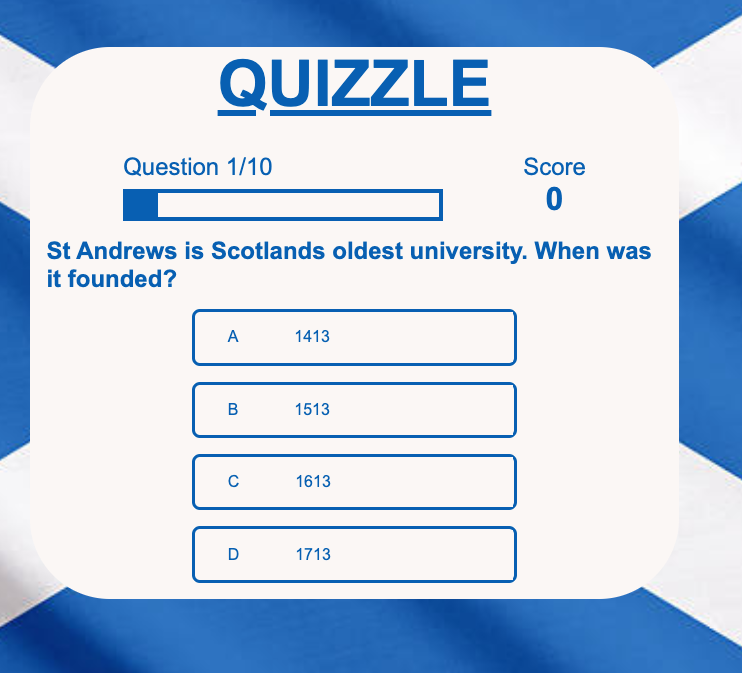 QUIZZLE
Question 1/10
Score
0
St Andrews is Scotlands oldest university. When was
it founded?
A 1413
B 1513
C 1613
D 1713